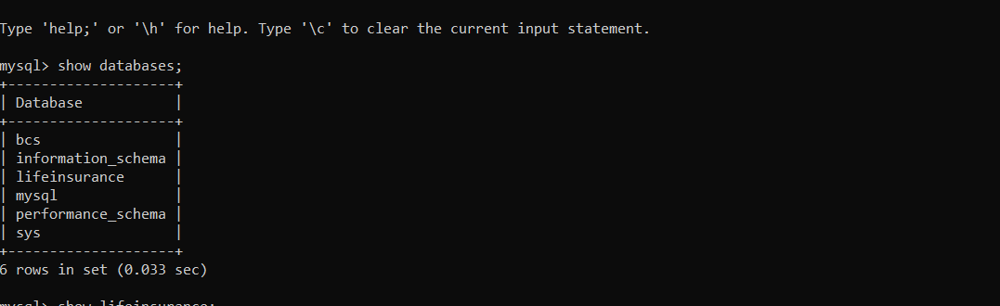 Type 'help;' or '\h' for help. Type '\c' to clear the current input statement.
mysql> show databases;
+--------------------+
| Database           |
+--------------------+
| bcs                |
| information_schema |
| lifeinsurance      |
| mysql              |
| performance_schema |
| sys                |
+--------------------+
6 rows in set (0.033 sec)
mysql> show lifeinsurance;